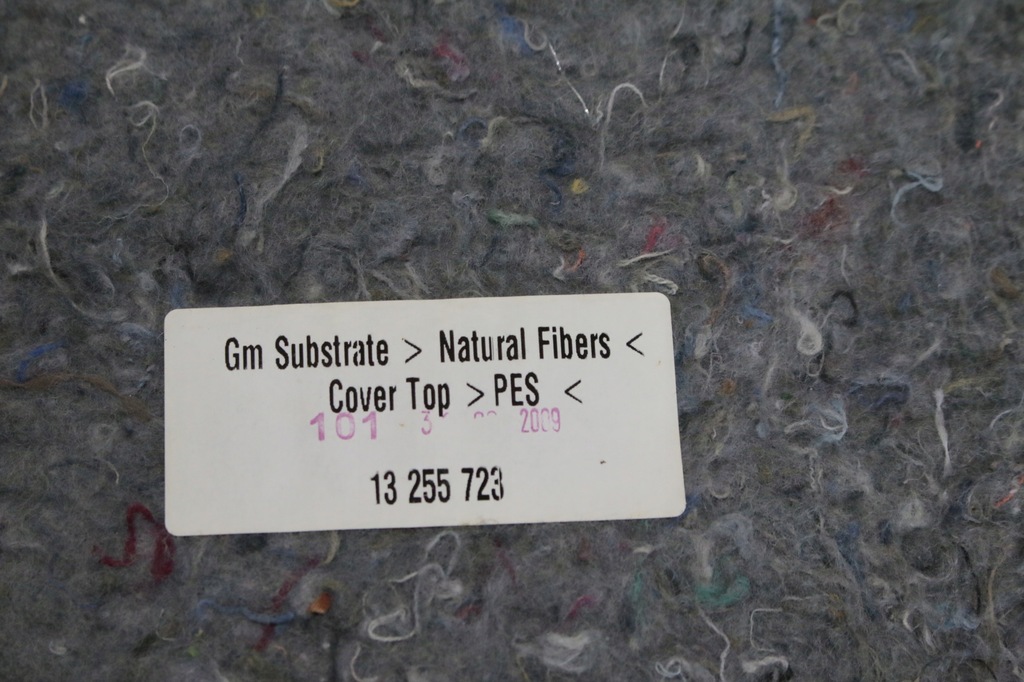 Gm Substrate > Natural Fibers <
Cover Top > PES <
101 2009
13 255 723